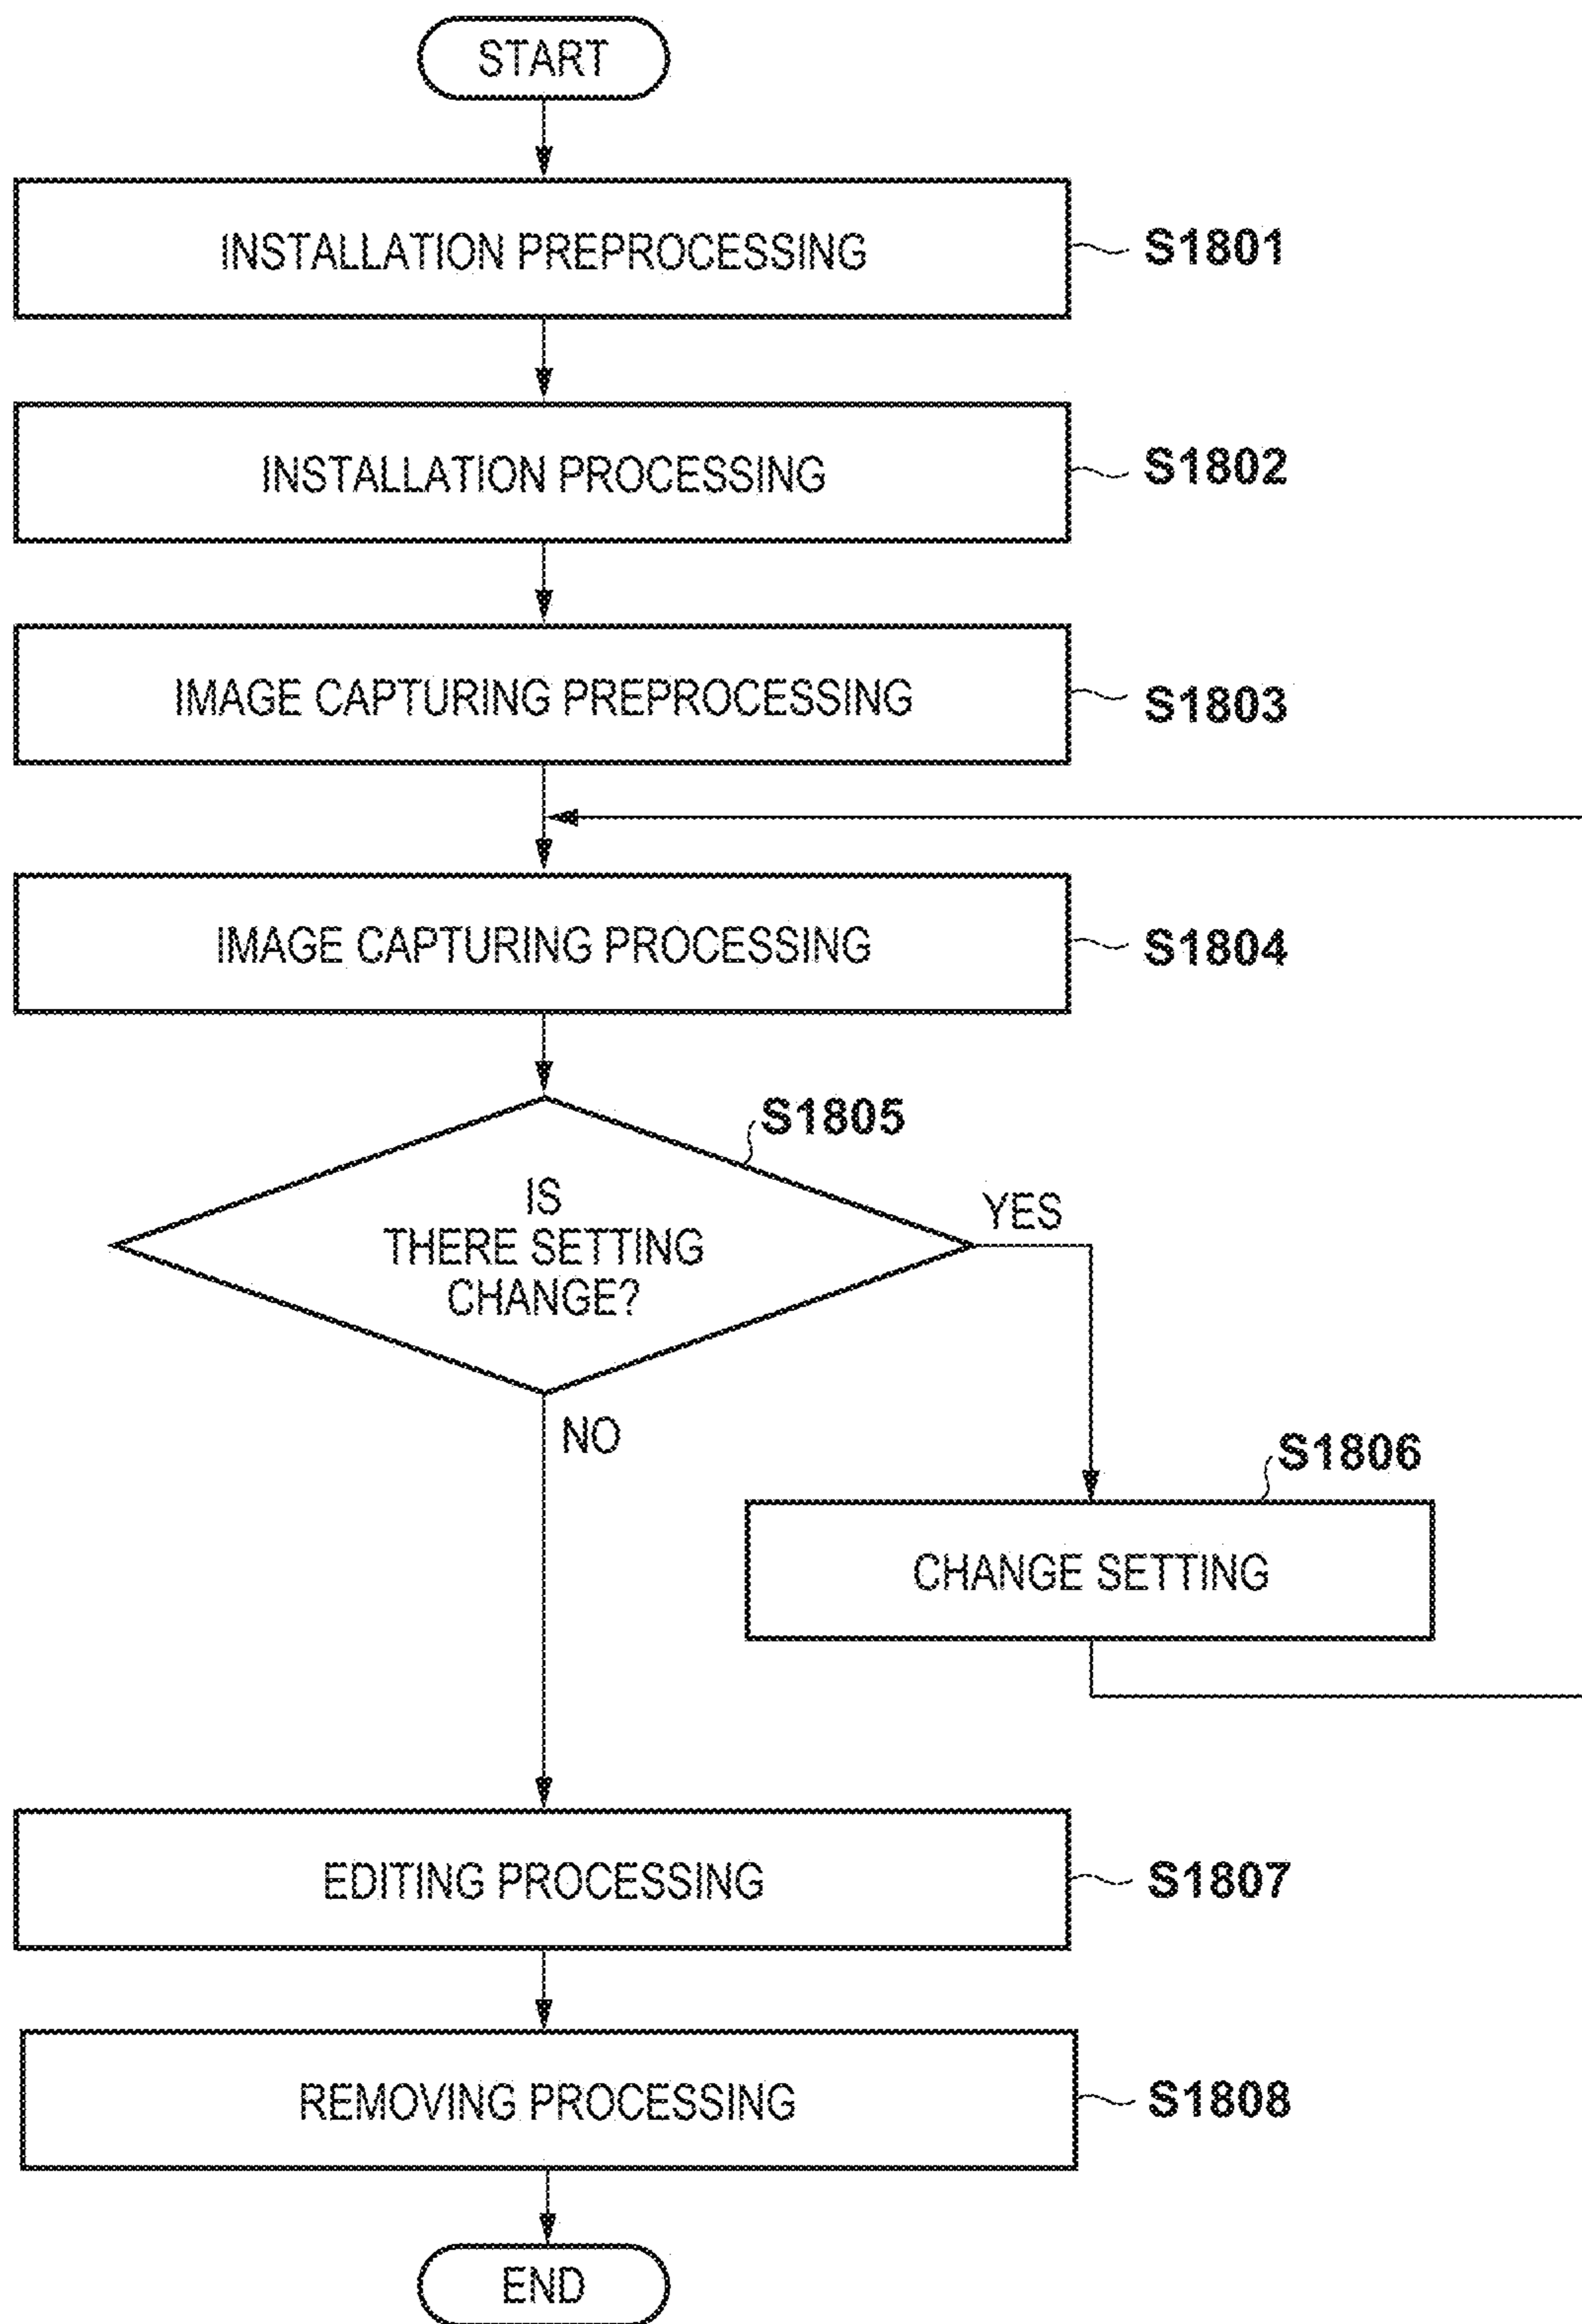 START
INSTALLATION PREPROCESSING
S1801
INSTALLATION PROCESSING
S1802
IMAGE CAPTURING PREPROCESSING
S1803
IMAGE CAPTURING PROCESSING
S1804
S1805
IS
THERE SETTING
CHANGE?
YES
NO
S1806
CHANGE SETTING
EDITING PROCESSING
S1807
REMOVING PROCESSING
S1808
END